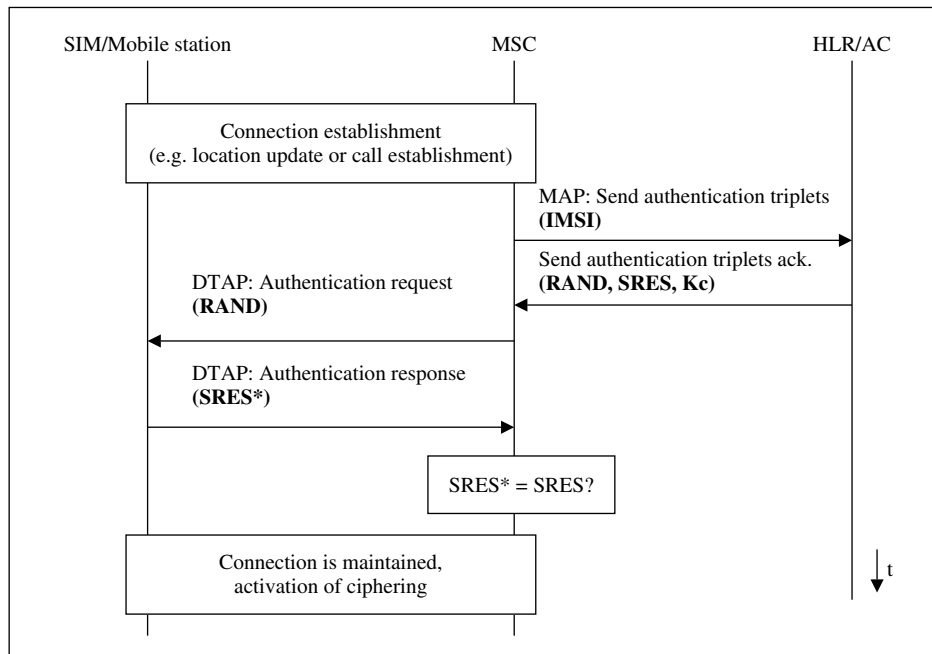 SIM/Mobile station
MSC
HLR/AC
Connection establishment
(e.g. location update or call establishment)
MAP: Send authentication triplets
(IMSI)
Send authentication triplets ack.
(RAND, SRES, Kc)
DTAP: Authentication request
(RAND)
DTAP: Authentication response
(SRES*)
SRES* = SRES?
Connection is maintained,
activation of ciphering
t